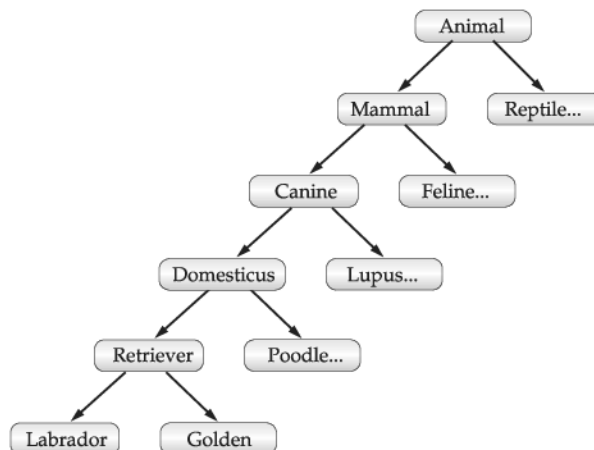 Animal
Mammal
Reptile...
Canine
Feline...
Domesticus
Lupus...
Retriever
Poodle...
Labrador
Golden